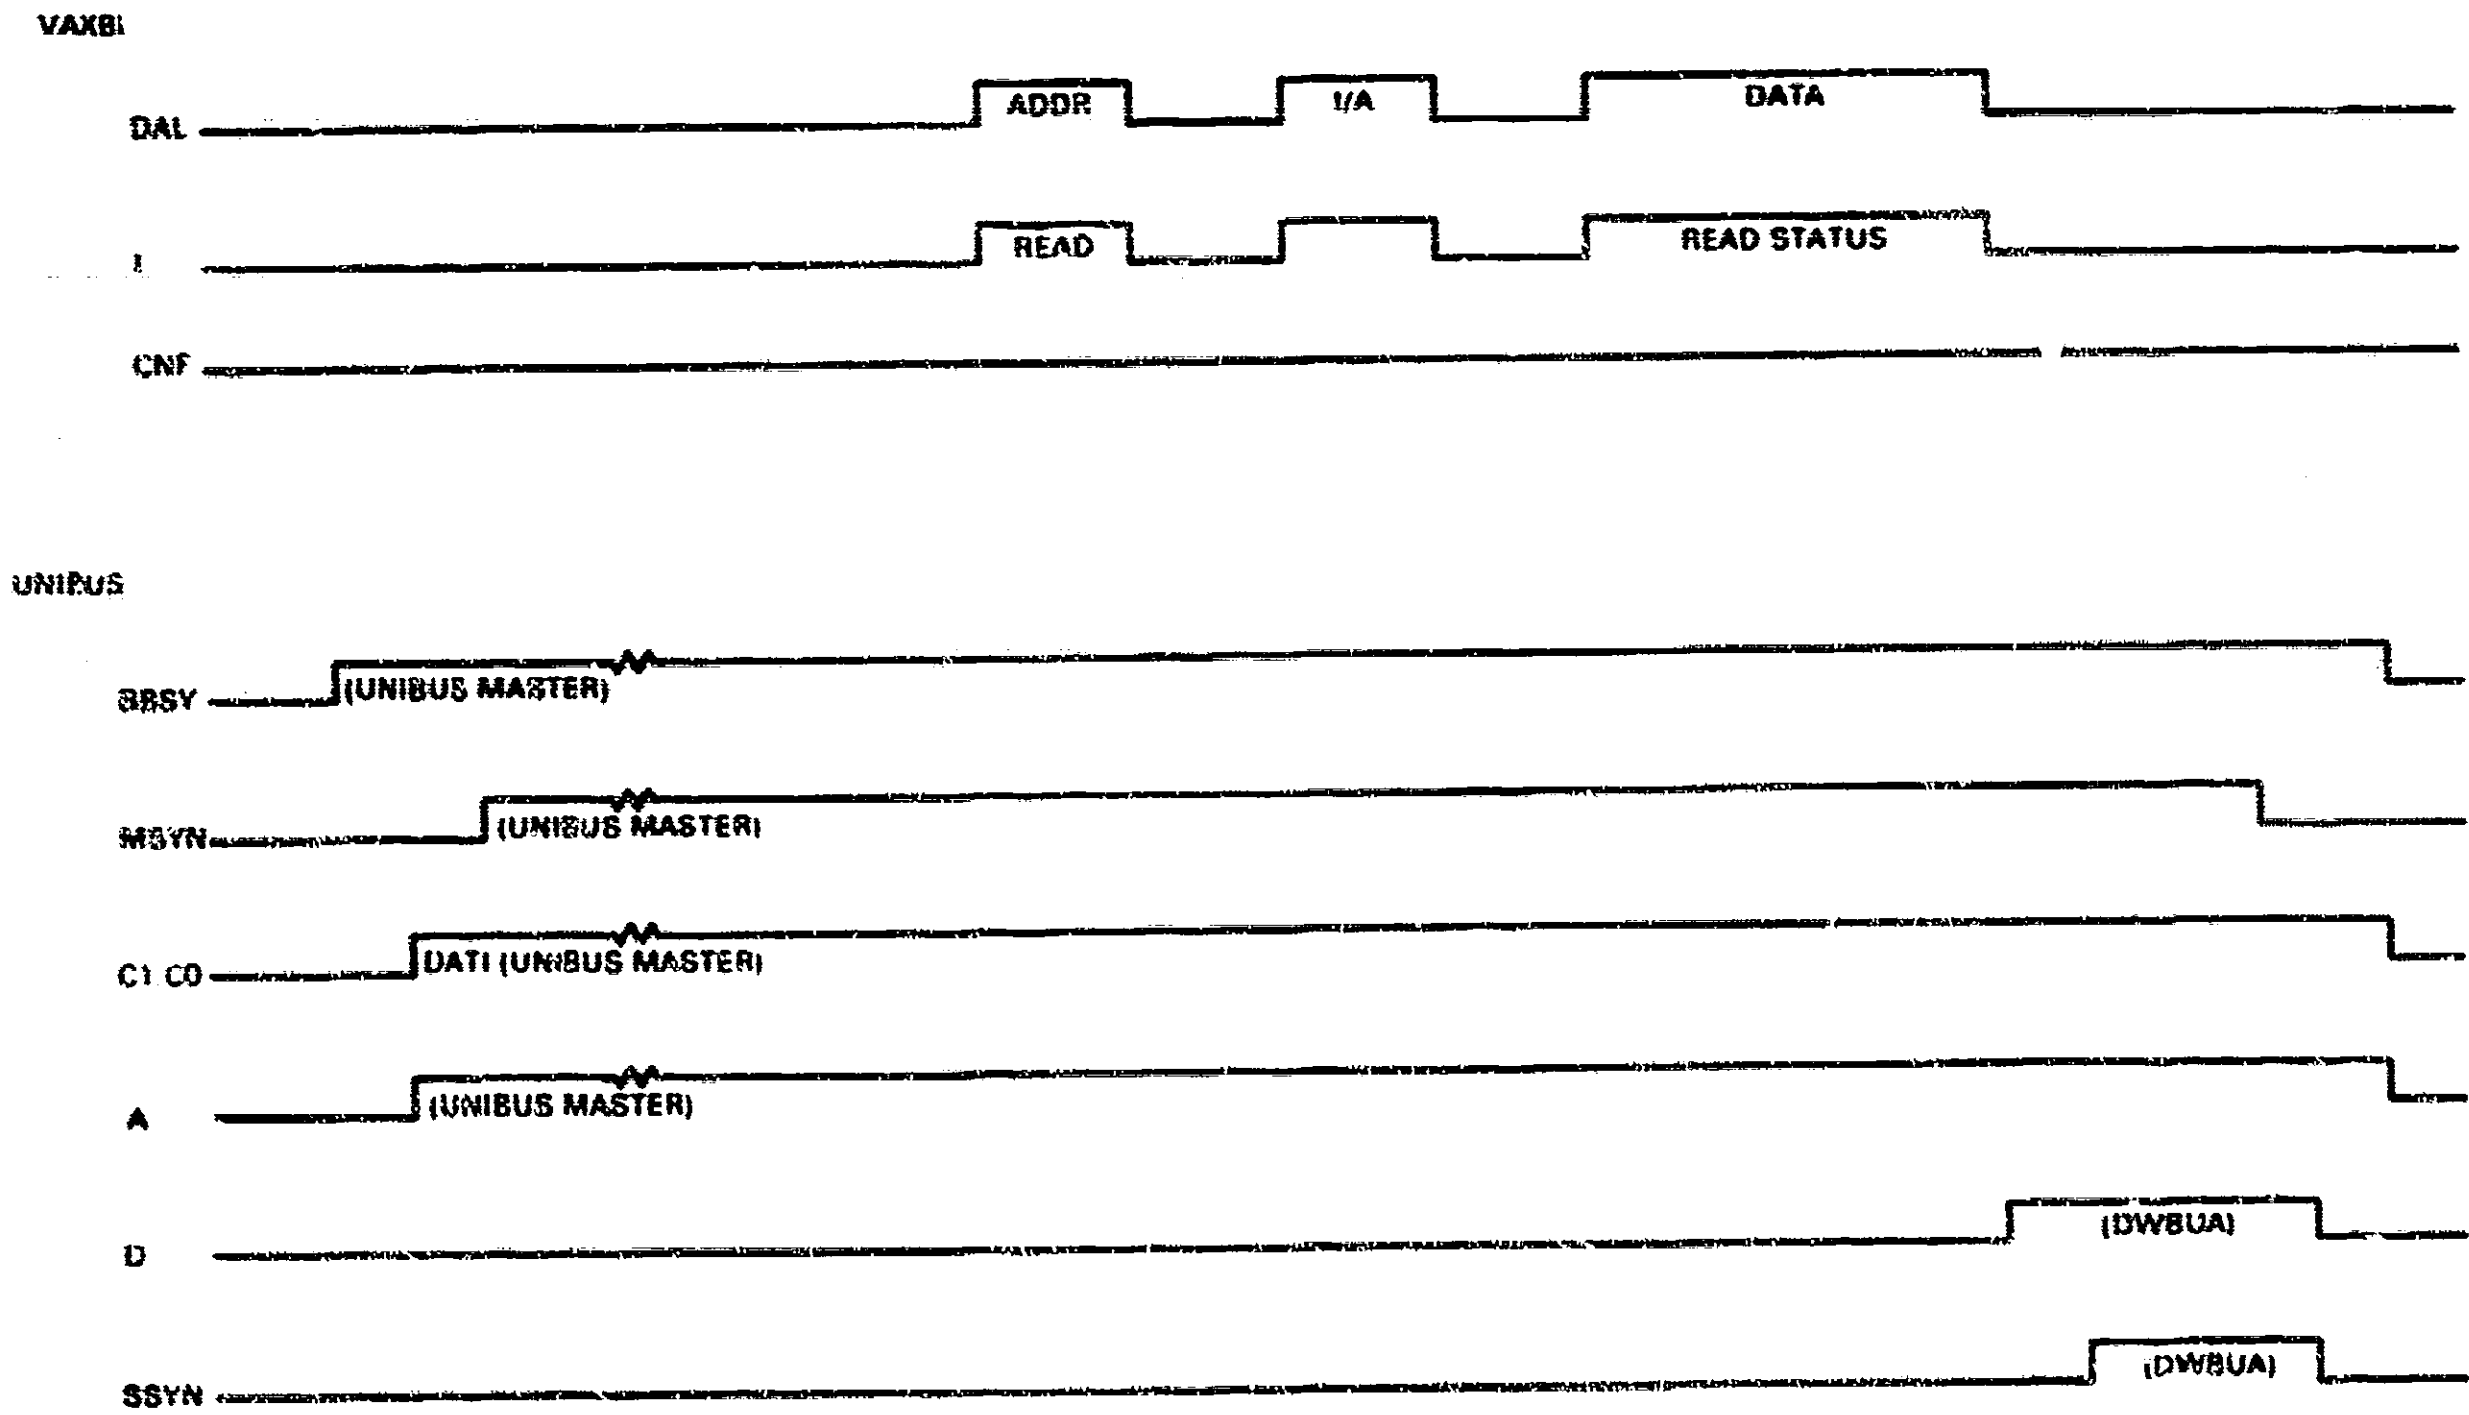 VAXBI
DAL ADDR I/A DATA
I READ READ STATUS
CNF
UNIBUS
BBSY (UNIBUS MASTER)
MSYN (UNIBUS MASTER)
C1 C0 DATI (UNIBUS MASTER)
A (UNIBUS MASTER)
D (DWBUA)
SSYN (DWBUA)